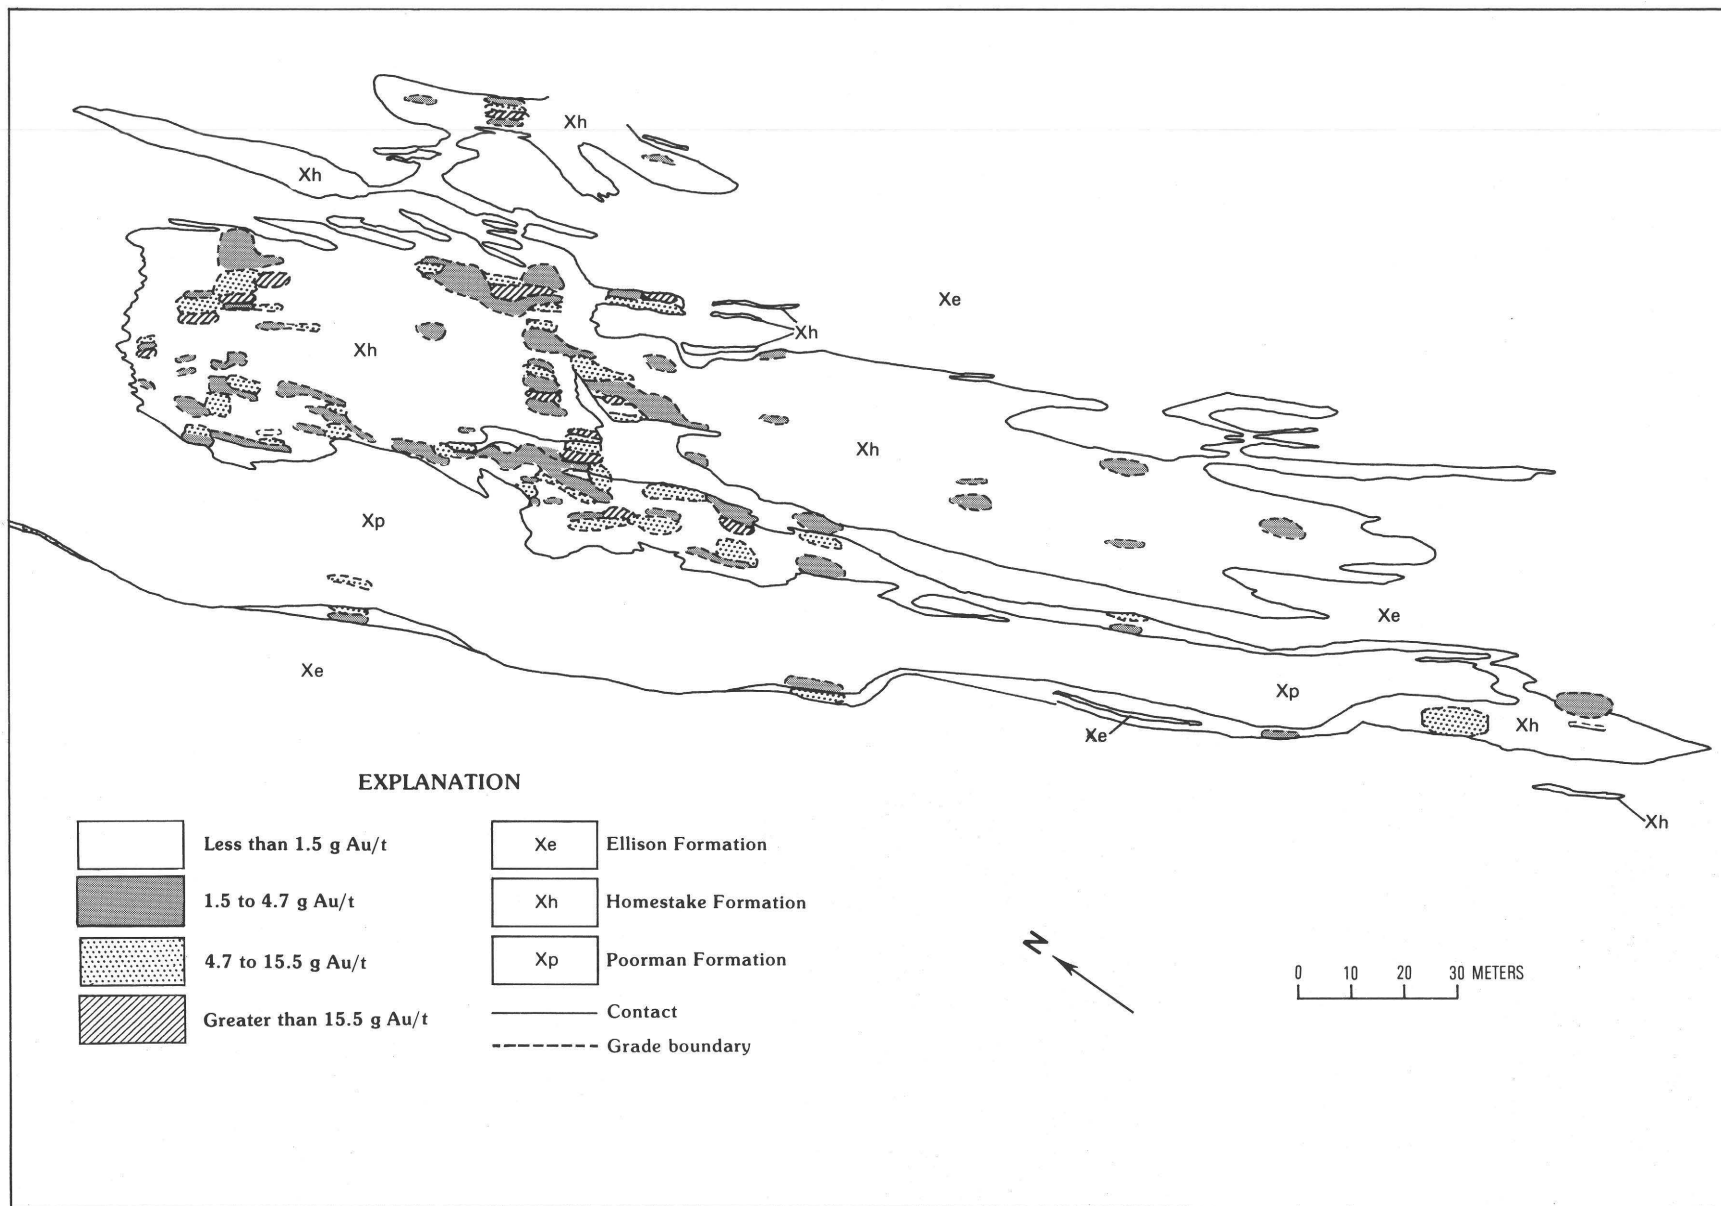 Xh
Xh
Xe
Xh
Xh
Xh
Xp
Xe
Xe
Xp
Xh
Xe
Xh
EXPLANATION
Less than 1.5 g Au/t
1.5 to 4.7 g Au/t
4.7 to 15.5 g Au/t
Greater than 15.5 g Au/t
Xe Ellison Formation
Xh Homestake Formation
Xp Poorman Formation
Contact
Grade boundary
N
0 10 20 30 METERS